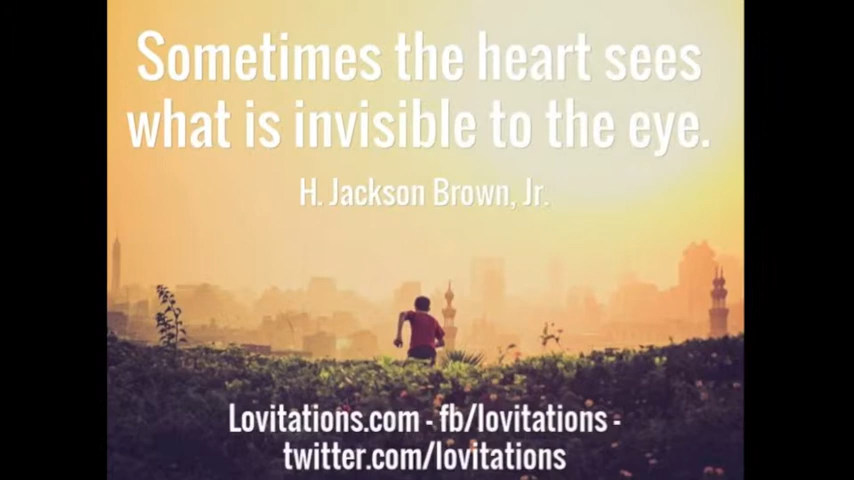 Sometimes the heart sees
what is invisible to the eye.
H. Jackson Brown, Jr.
Lovitations.com - fb/lovitations -
twitter.com/lovitations